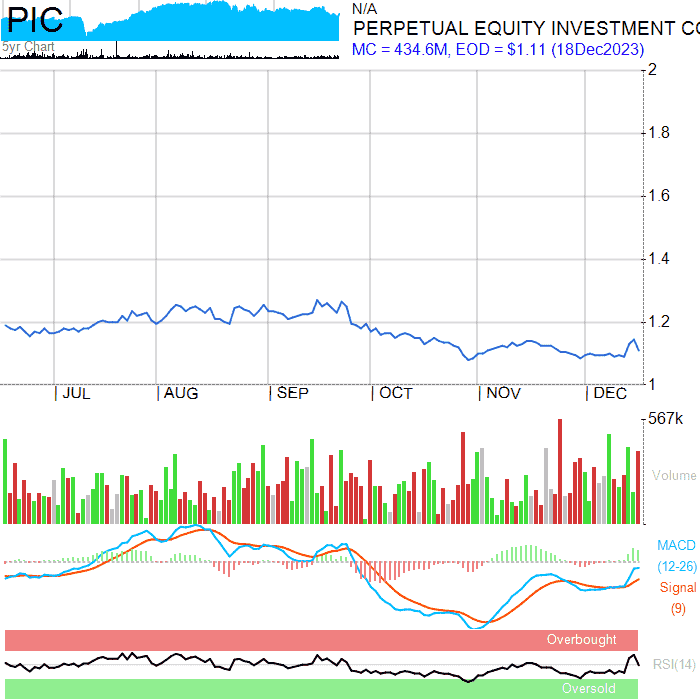 PIC
5yr Chart
N/A
PERPETUAL EQUITY INVESTMENT CO
MC = 434.6M, EOD = $1.11 (18Dec2023)
2
1.8
1.6
1.4
1.2
1
JUL
AUG
SEP
OCT
NOV
DEC
567k
Volume
MACD
(12-26)
Signal
(9)
Overbought
RSI(14)
Oversold